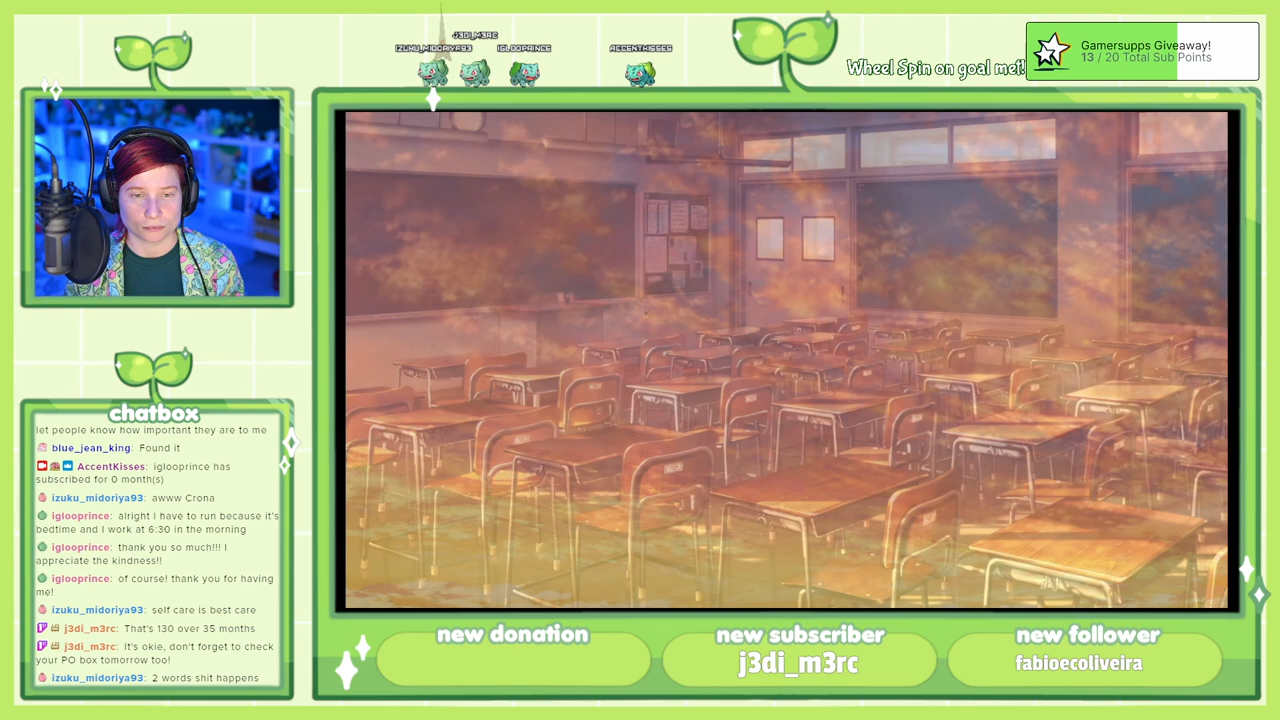 J3DI_M3RC
IZUKU_MIDORIYA93
IGLOOPRINCE
ACCENTKISSES
Wheel Spin on goal met!
7
Gamersupps Giveaway!
13 / 20 Total Sub Points
chatbox
let people know how important they are to me
blue_jean_king: Found it
AccentKisses: iglooprince has
subscribed for 0 month(s)
izuku_midoriya93: awww Crona
iglooprince: alright I have to run because it's
bedtime and I work at 6:30 in the morning
iglooprince: thank you so much!!! I
appreciate the kindness!!
iglooprince: of course! thank you for having
me!
izuku_midoriya93: self care is best care
j3di_m3rc: That's 130 over 35 months
j3di_m3rc: It's okie, don't forget to check
your PO box tomorrow too!
izuku_midoriya93: 2 words shit happens
new donation
new subscriber
j3di_m3rc
new follower
fabioecoliveira